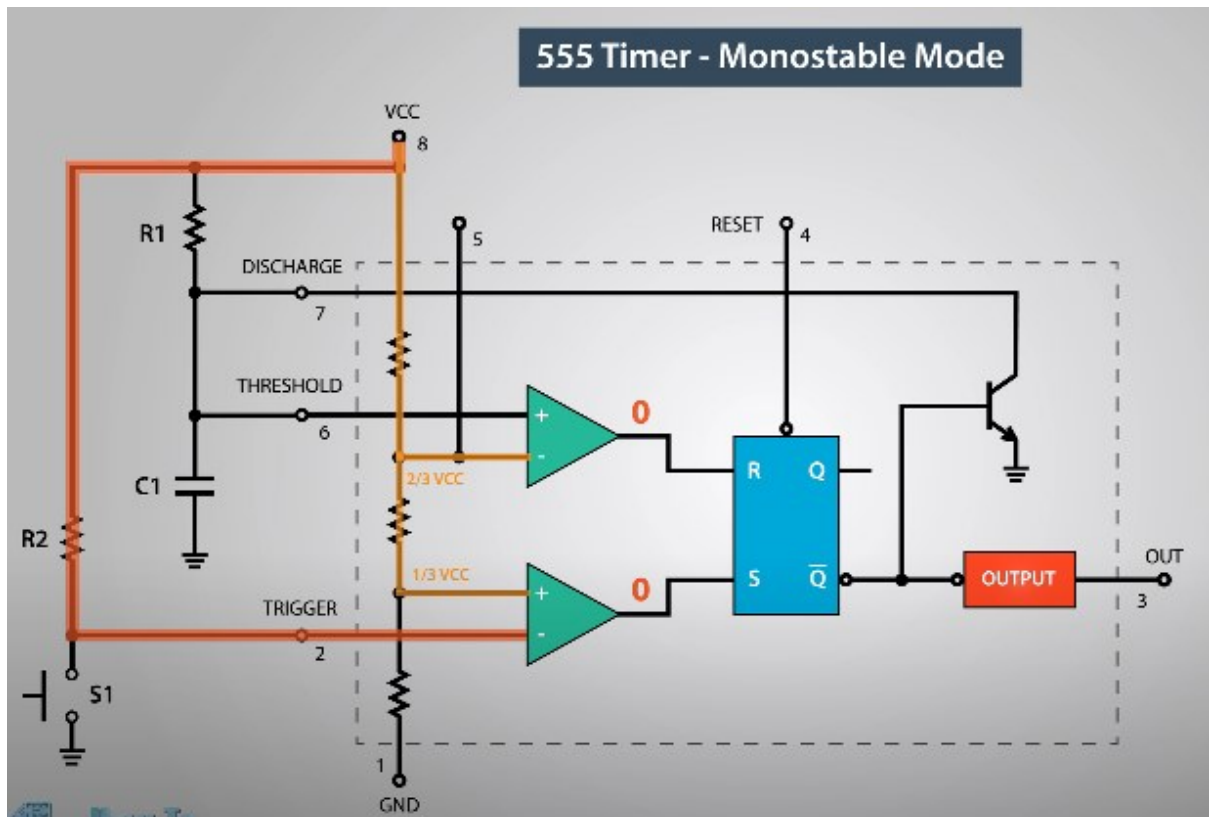 555 Timer - Monostable Mode
VCC
8
R1
5
RESET
4
DISCHARGE
7
THRESHOLD
6
+
0
-
2/3 VCC
R
Q
C1
R2
1/3 VCC
+
0
-
S
Q̅
OUTPUT
OUT
3
TRIGGER
2
S1
1
GND